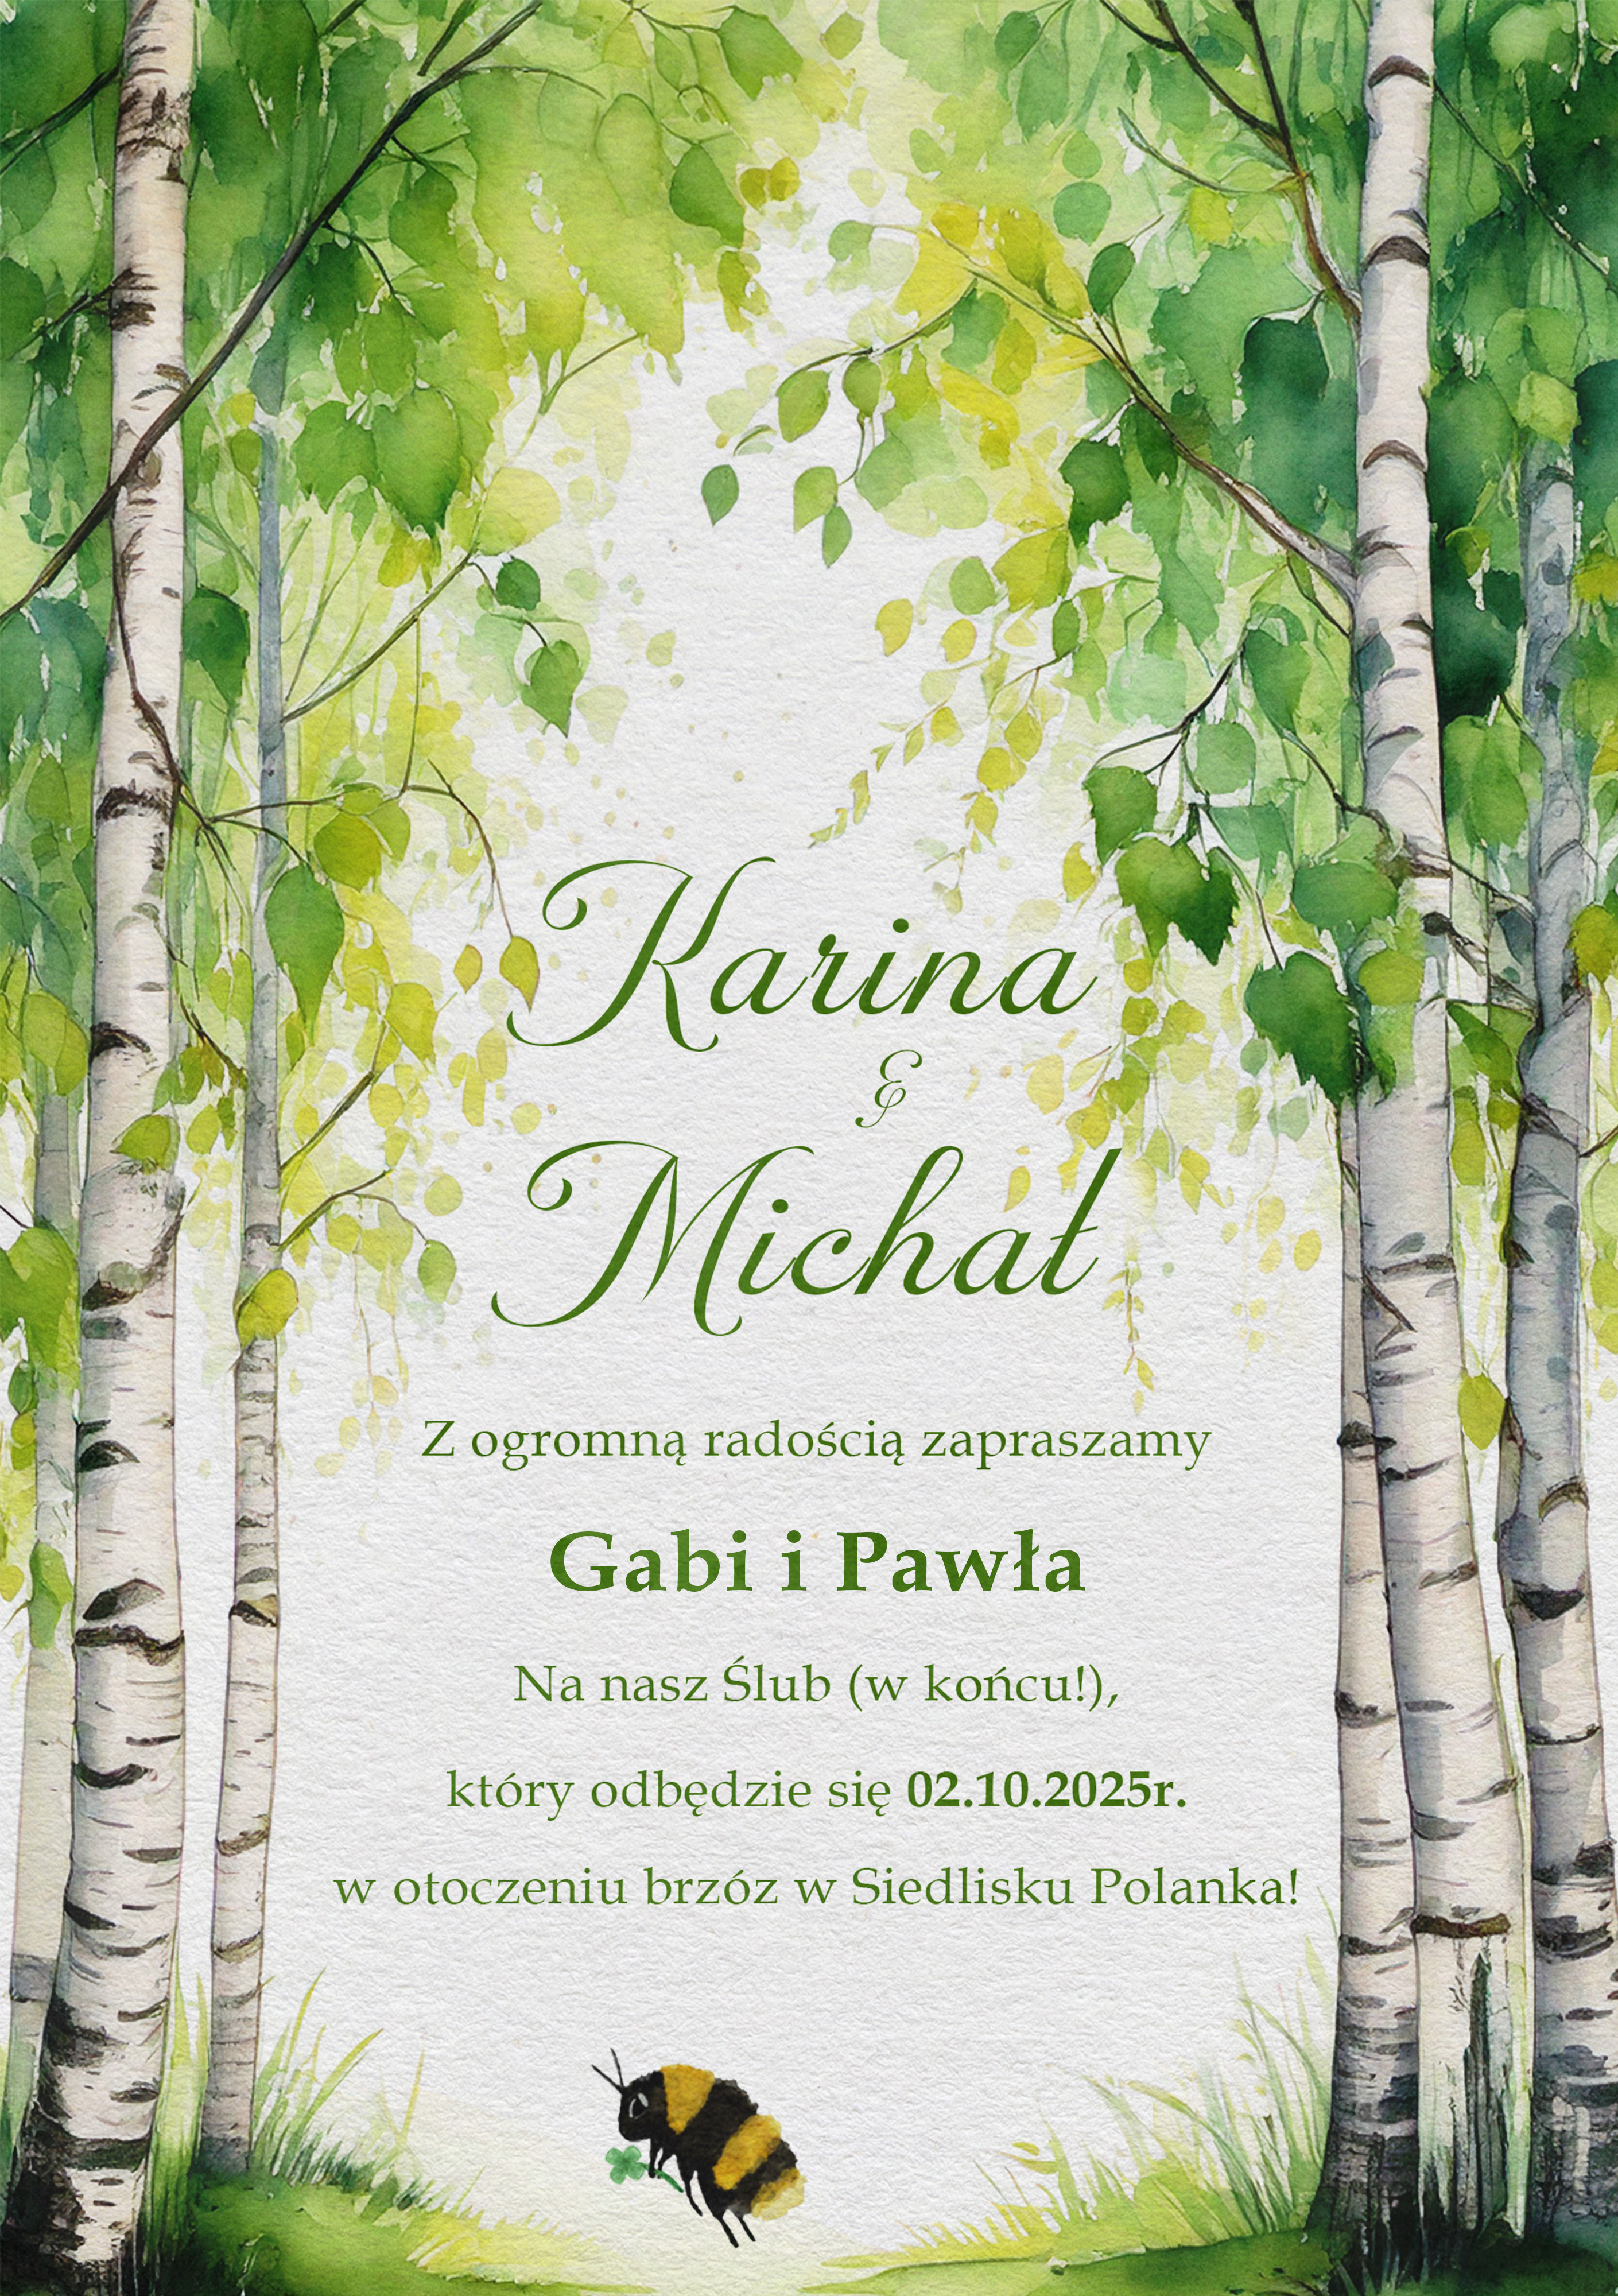 Karina
&
Michał
Z ogromną radością zapraszamy
Gabi i Pawła
Na nasz Ślub (w końcu!),
który odbędzie się 02.10.2025r.
w otoczeniu brzóz w Siedlisku Polanka!